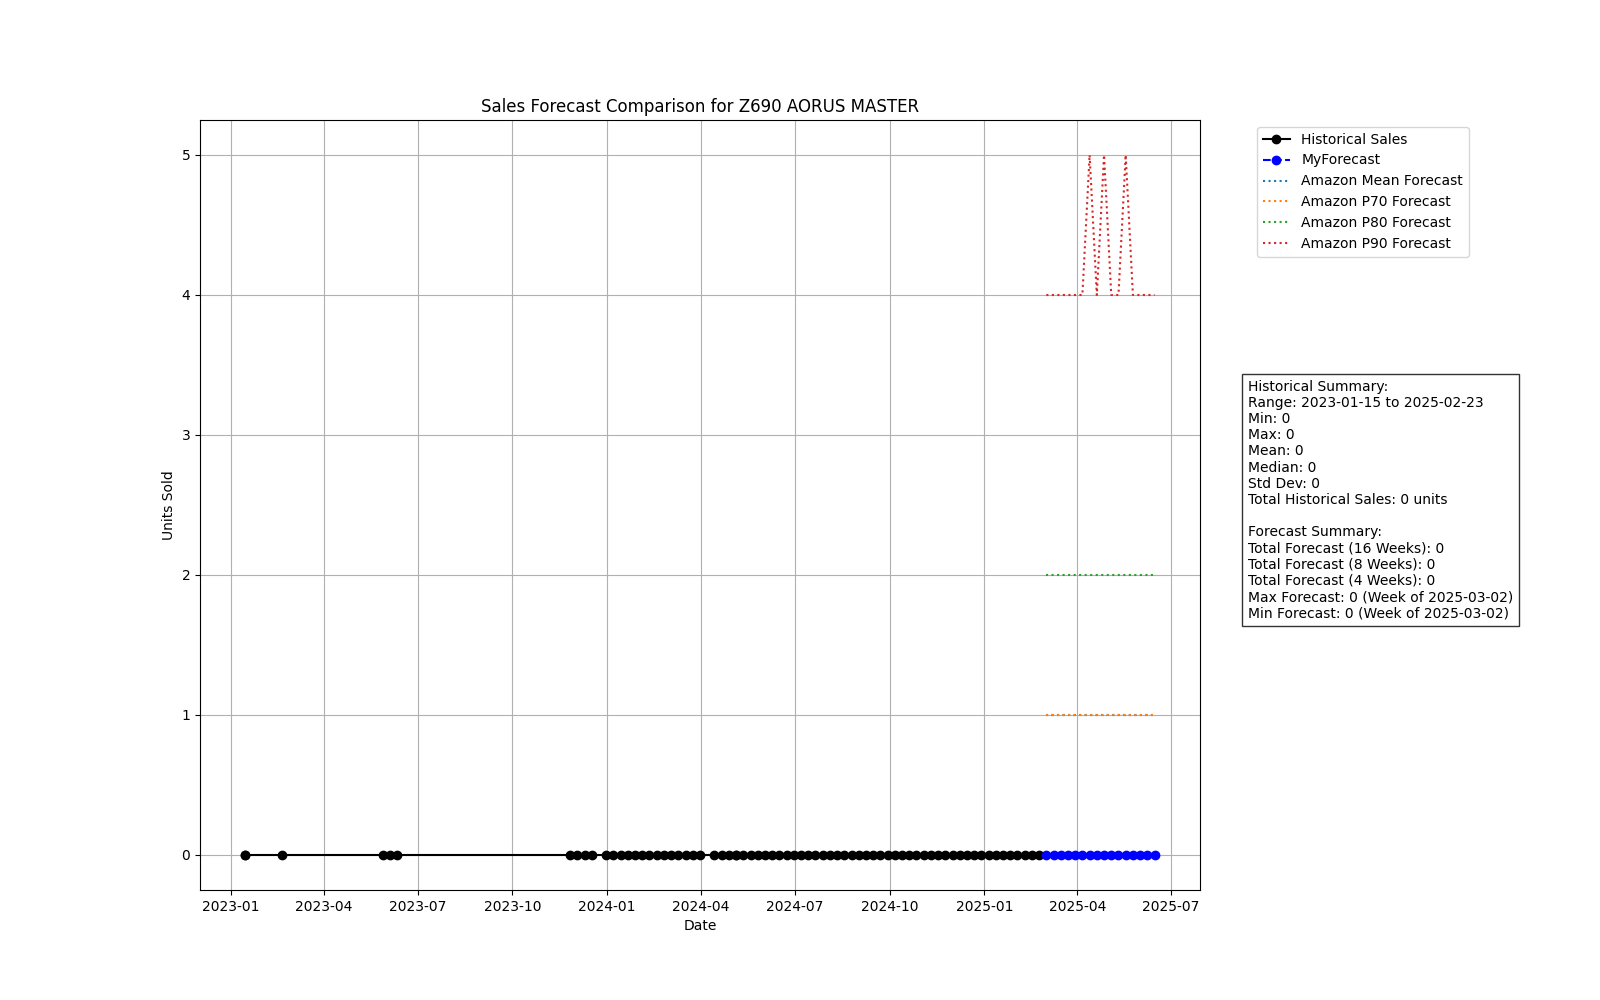 Sales Forecast Comparison for Z690 AORUS MASTER
5
4
3
2
1
0
Units Sold
2023-01
2023-04
2023-07
2023-10
2024-01
2024-04
2024-07
2024-10
2025-01
2025-04
2025-07
Date
Historical Sales
MyForecast
Amazon Mean Forecast
Amazon P70 Forecast
Amazon P80 Forecast
Amazon P90 Forecast
Historical Summary:
Range: 2023-01-15 to 2025-02-23
Min: 0
Max: 0
Mean: 0
Median: 0
Std Dev: 0
Total Historical Sales: 0 units
Forecast Summary:
Total Forecast (16 Weeks): 0
Total Forecast (8 Weeks): 0
Total Forecast (4 Weeks): 0
Max Forecast: 0 (Week of 2025-03-02)
Min Forecast: 0 (Week of 2025-03-02)